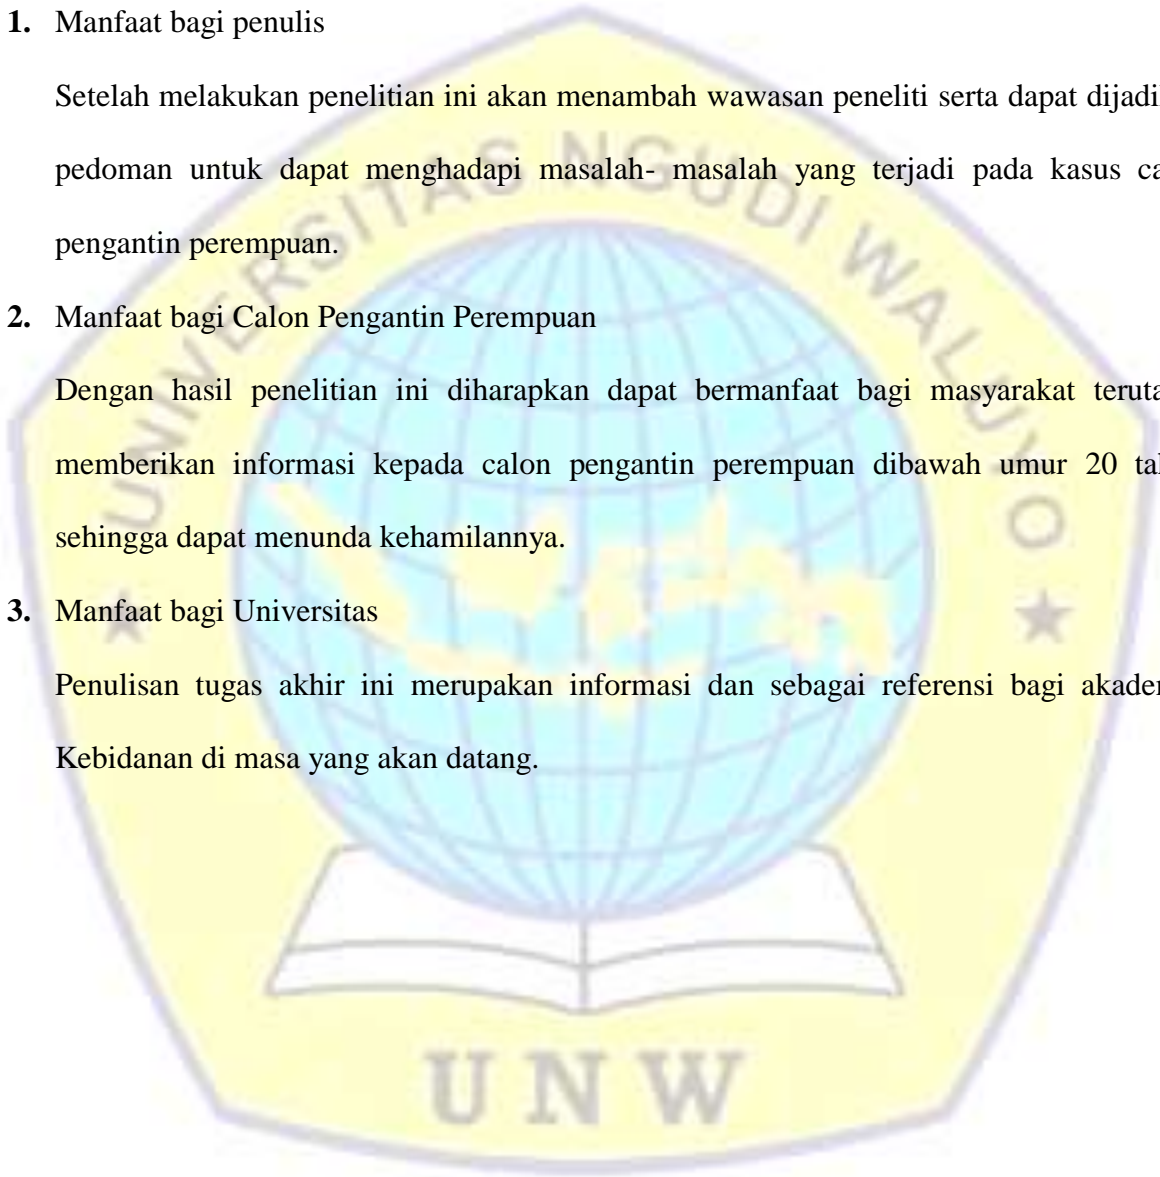 1. Manfaat bagi penulis
Setelah melakukan penelitian ini akan menambah wawasan peneliti serta dapat dijadi
pedoman untuk dapat menghadapi masalah- masalah yang terjadi pada kasus ca
pengantin perempuan.
2. Manfaat bagi Calon Pengantin Perempuan
Dengan hasil penelitian ini diharapkan dapat bermanfaat bagi masyarakat teruta
memberikan informasi kepada calon pengantin perempuan dibawah umur 20 tal
sehingga dapat menunda kehamilannya.
3. Manfaat bagi Universitas
Penulisan tugas akhir ini merupakan informasi dan sebagai referensi bagi akader
Kebidanan di masa yang akan datang.
UNIVERSITAS NGUDI WALUYO
UNW